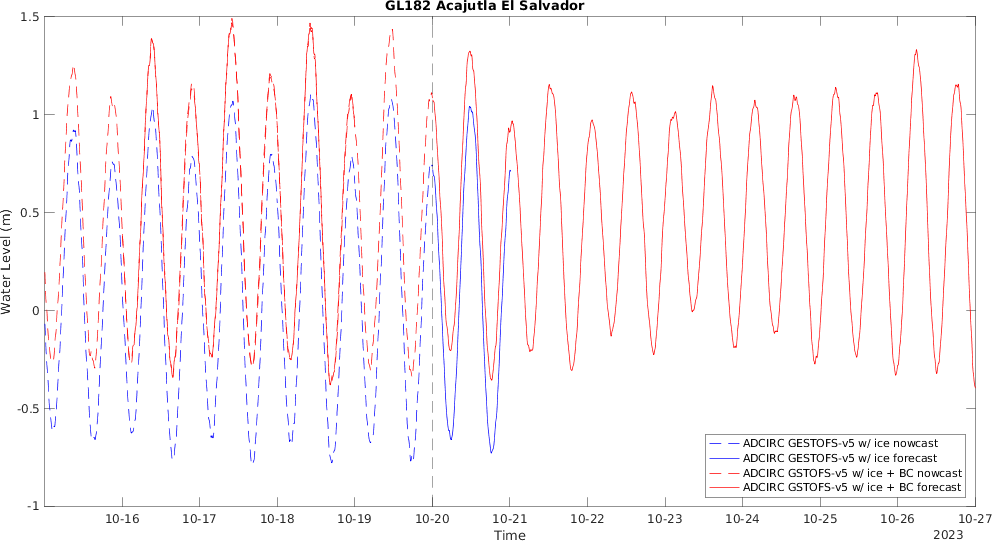 GL182 Acajutla El Salvador
1.5
1
0.5
0
-0.5
-1
Water Level (m)
ADCIRC GESTOFS-v5 w/ ice nowcast
ADCIRC GESTOFS-v5 w/ ice forecast
ADCIRC GSTOFS-v5 w/ ice + BC nowcast
ADCIRC GSTOFS-v5 w/ ice + BC forecast
10-16 10-17 10-18 10-19 10-20 10-21 10-22 10-23 10-24 10-25 10-26 10-27
Time
2023